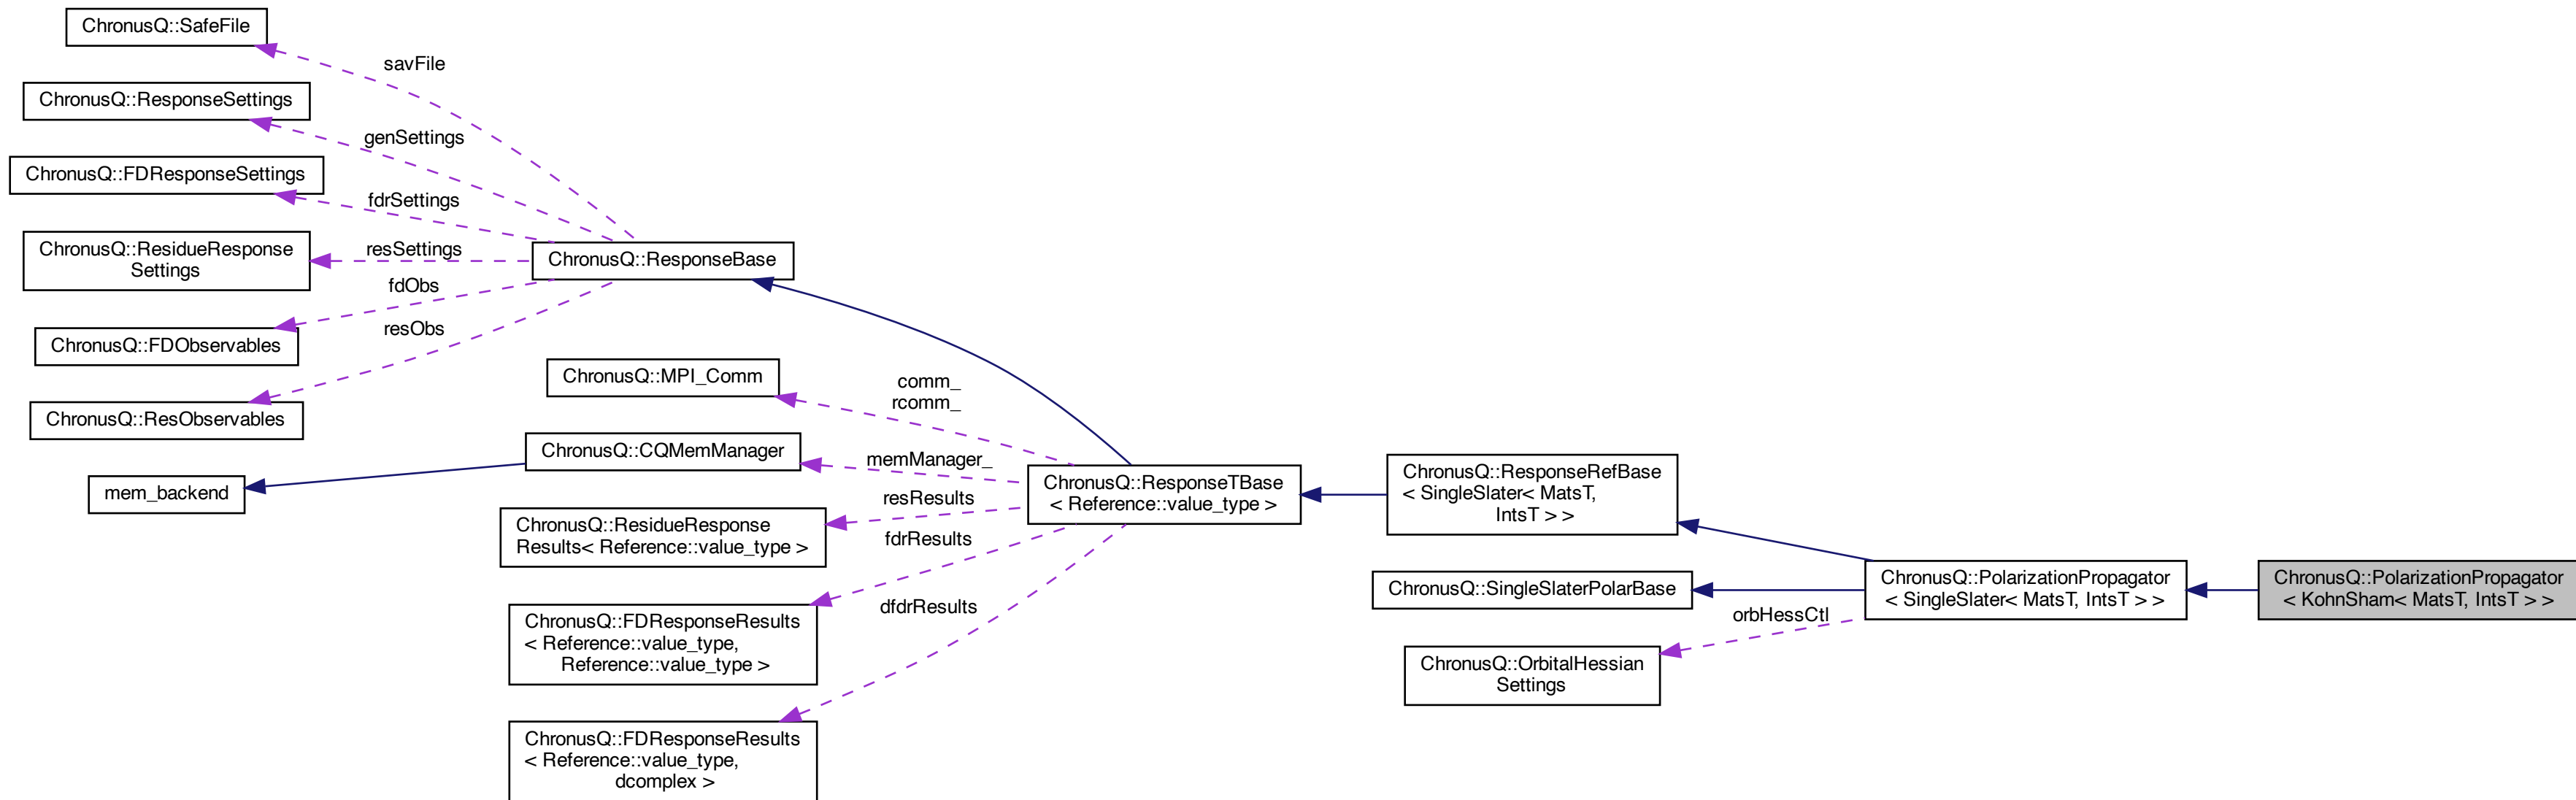 ChronusQ::SafeFile
savFile
ChronusQ::ResponseSettings
genSettings
ChronusQ::FDResponseSettings
fdrSettings
ChronusQ::ResidueResponse
Settings
resSettings
ChronusQ::ResponseBase
fdObs
ChronusQ::FDObservables
resObs
ChronusQ::ResObservables
ChronusQ::MPI_Comm
comm_
rcomm_
ChronusQ::CQMemManager
memManager_
mem_backend
ChronusQ::ResponseTBase
< Reference::value_type >
ChronusQ::ResponseRefBase
< SingleSlater< MatsT,
IntsT > >
resResults
ChronusQ::ResidueResponse
Results< Reference::value_type >
fdrResults
ChronusQ::SingleSlaterPolarBase
ChronusQ::PolarizationPropagator
< SingleSlater< MatsT, IntsT > >
ChronusQ::PolarizationPropagator
< KohnSham< MatsT, IntsT > >
dfdrResults
orbHessCtl
ChronusQ::FDResponseResults
< Reference::value_type,
Reference::value_type >
ChronusQ::OrbitalHessian
Settings
ChronusQ::FDResponseResults
< Reference::value_type,
dcomplex >